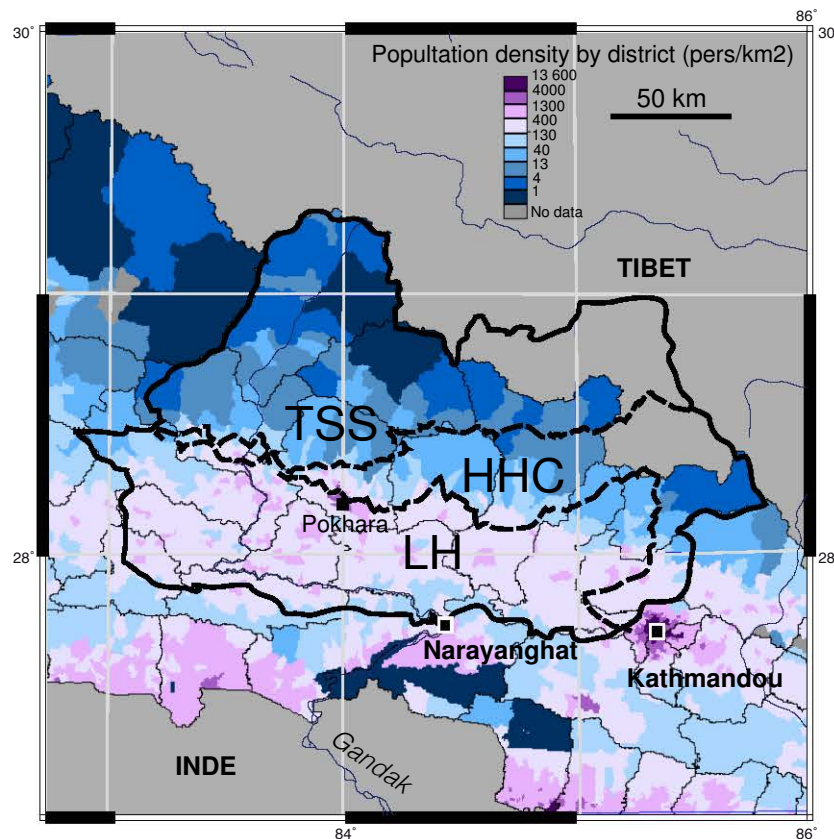 86°
30°
30
Popultation density by district (pers/km2)
13 600
4000
1300
400
130
40
13
4
1
No data
50 km
TIBET
TSS
HHC
Pokhara
LH
28°
28
Narayanghat
Kathmandou
INDE
Gandak
84°
86°